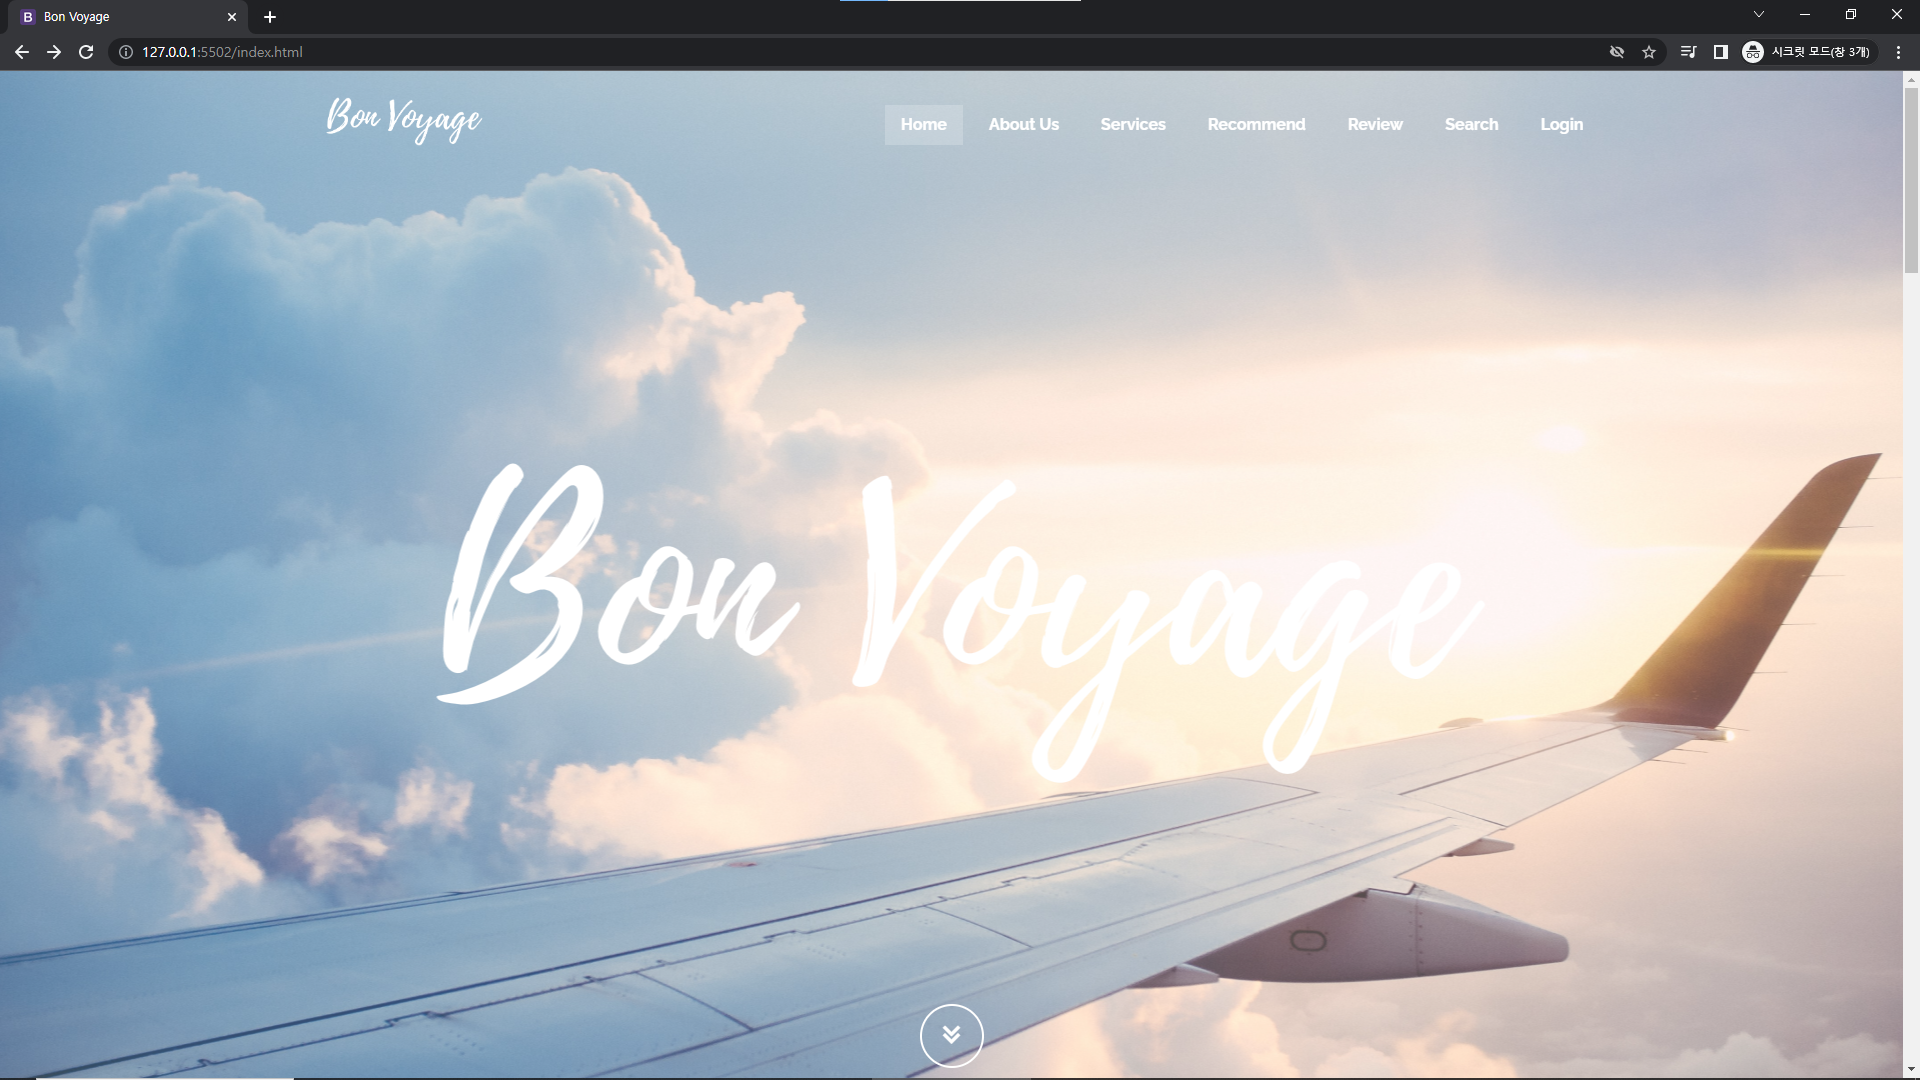 B Bon Voyage
127.0.0.1:5502/index.html
시크릿 모드(창 3개)
Bon Voyage
Home About Us Services Recommend Review Search Login
Bon Voyage